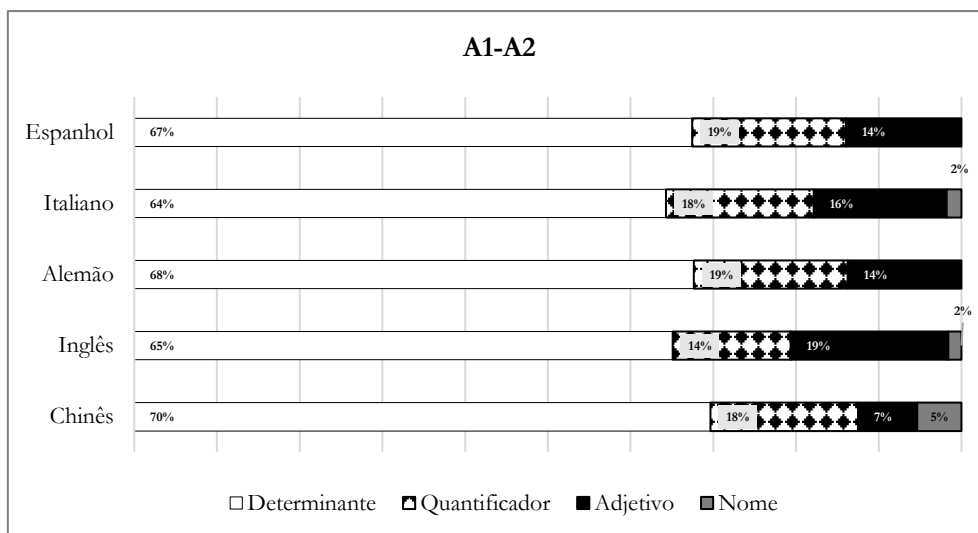 A1-A2
Espanhol 67% 19% 14%
2%
Italiano 64% 18% 16%
Alemão 68% 19% 14%
2%
Inglês 65% 14% 19%
Chinês 70% 18% 7% 5%
Determinante Quantificador Adjetivo Nome